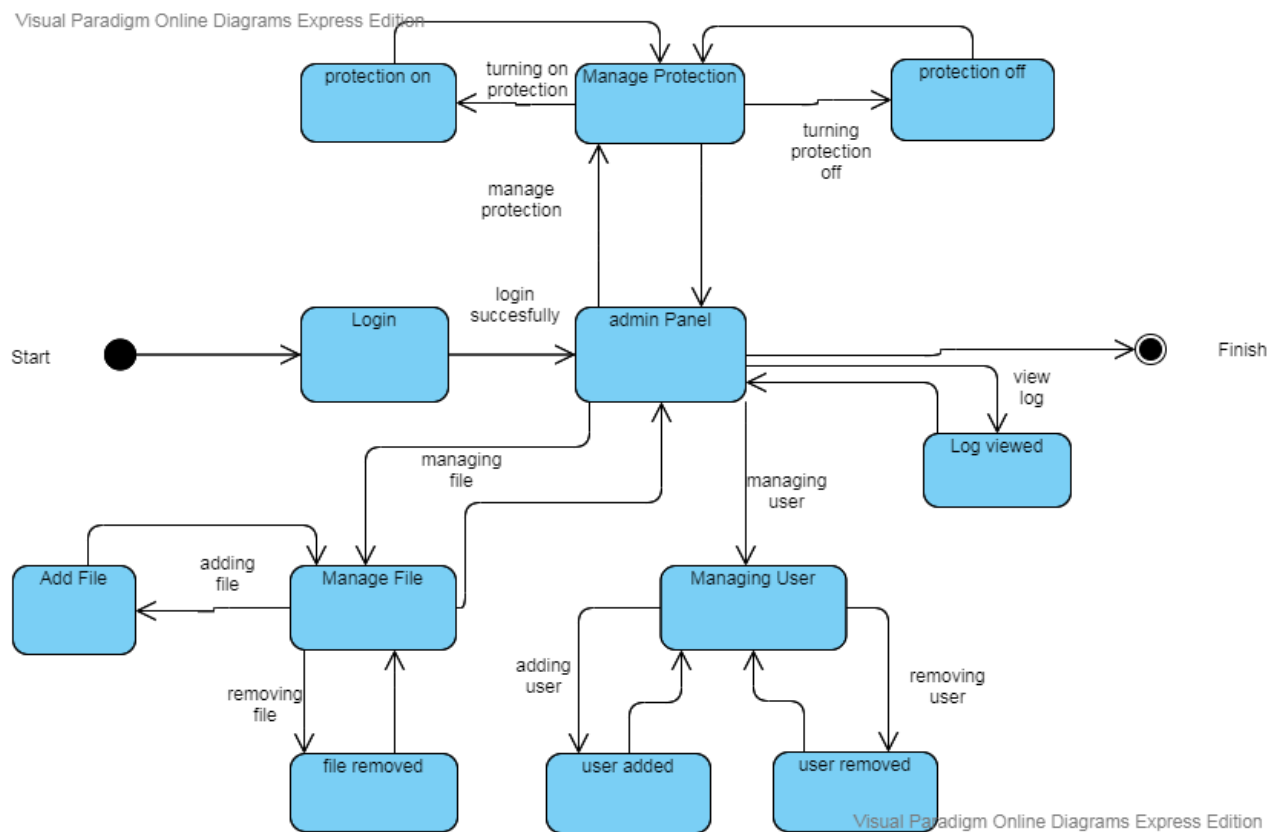 Visual Paradigm Online Diagrams Express Edition
protection on
turning on
protection
Manage Protection
protection off
turning
protection
off
manage
protection
login
succesfully
Login
admin Panel
Start
Finish
view
log
Log viewed
managing
file
managing
user
Add File
adding
file
Manage File
Managing User
adding
user
removing
user
removing
file
file removed
user added
user removed
Visual Paradigm Online Diagrams Express Edition